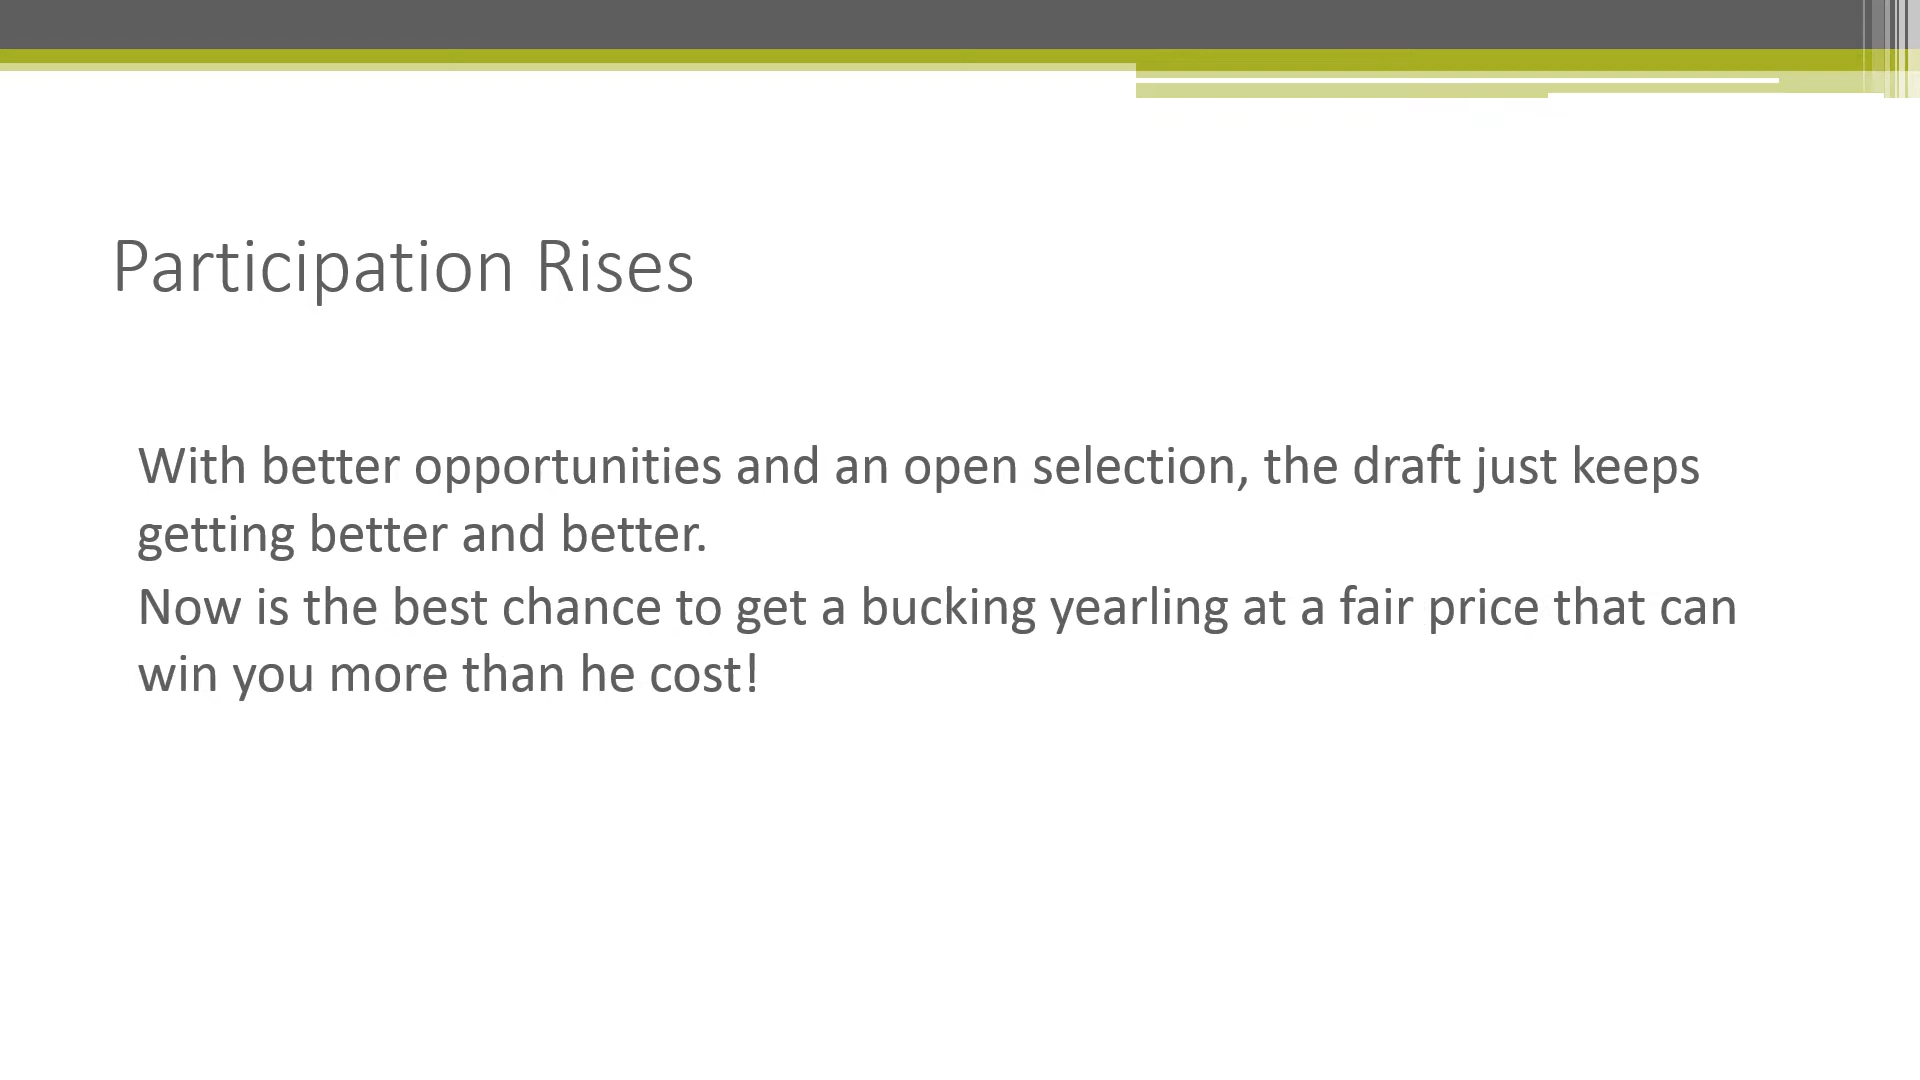 Participation Rises
With better opportunities and an open selection, the draft just keeps
getting better and better.
Now is the best chance to get a bucking yearling at a fair price that can
win you more than he cost!